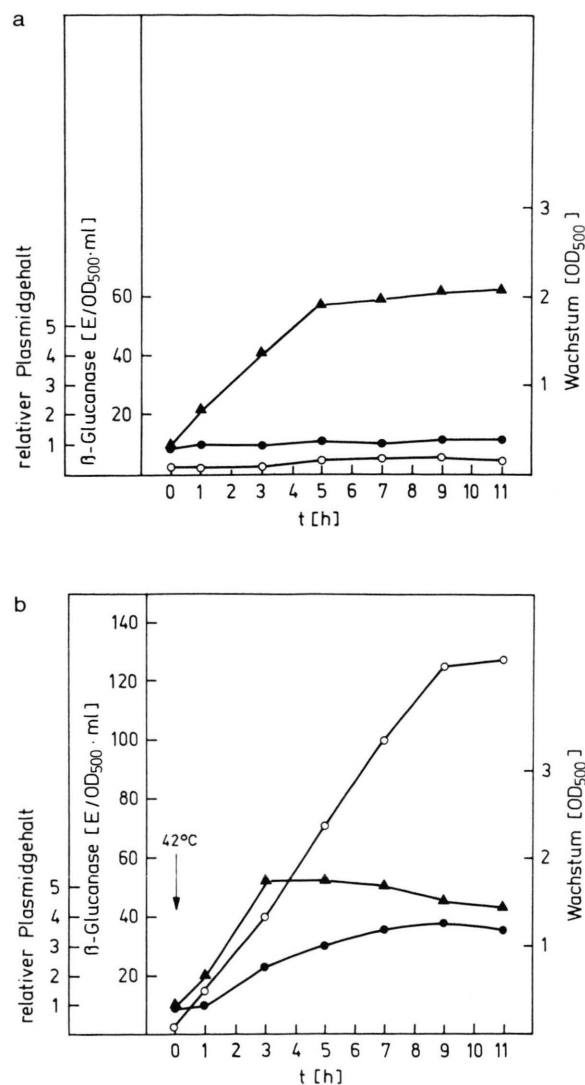 a
relativer Plasmidgehalt
5
4
3
2
1
ß-Glucanase [E/OD500·ml]
60
40
20
Wachstum [OD500]
3
2
1
0 1 2 3 4 5 6 7 8 9 10 11
t [h]
b
relativer Plasmidgehalt
5
4
3
2
1
ß-Glucanase [E/OD500·ml]
140
120
100
80
60
40
20
42°C
Wachstum [OD500]
3
2
1
0 1 2 3 4 5 6 7 8 9 10 11
t [h]